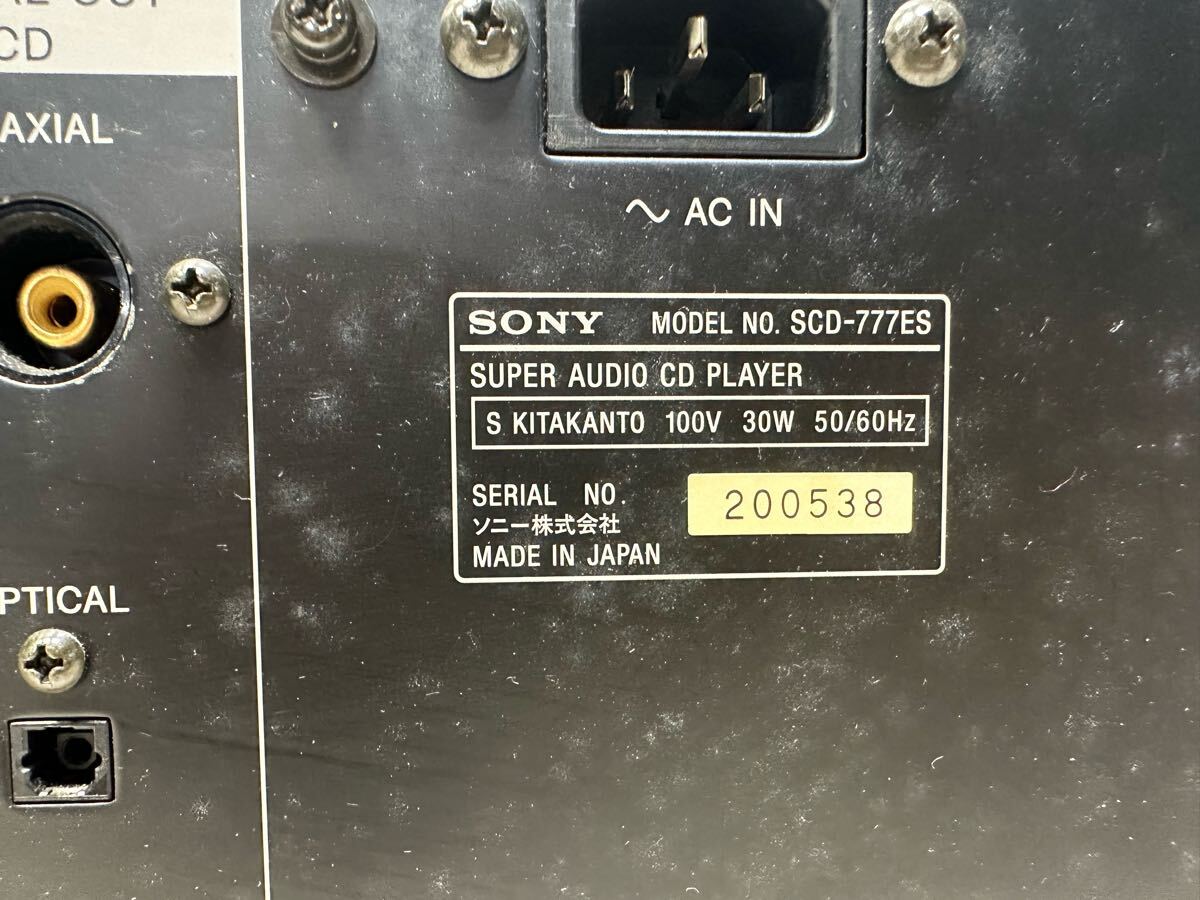 CD
AXIAL
PTICAL
∿ AC IN
SONY MODEL NO. SCD-777ES
SUPER AUDIO CD PLAYER
S KITAKANTO 100V 30W 50/60Hz
SERIAL NO. 200538
ソニー株式会社
MADE IN JAPAN